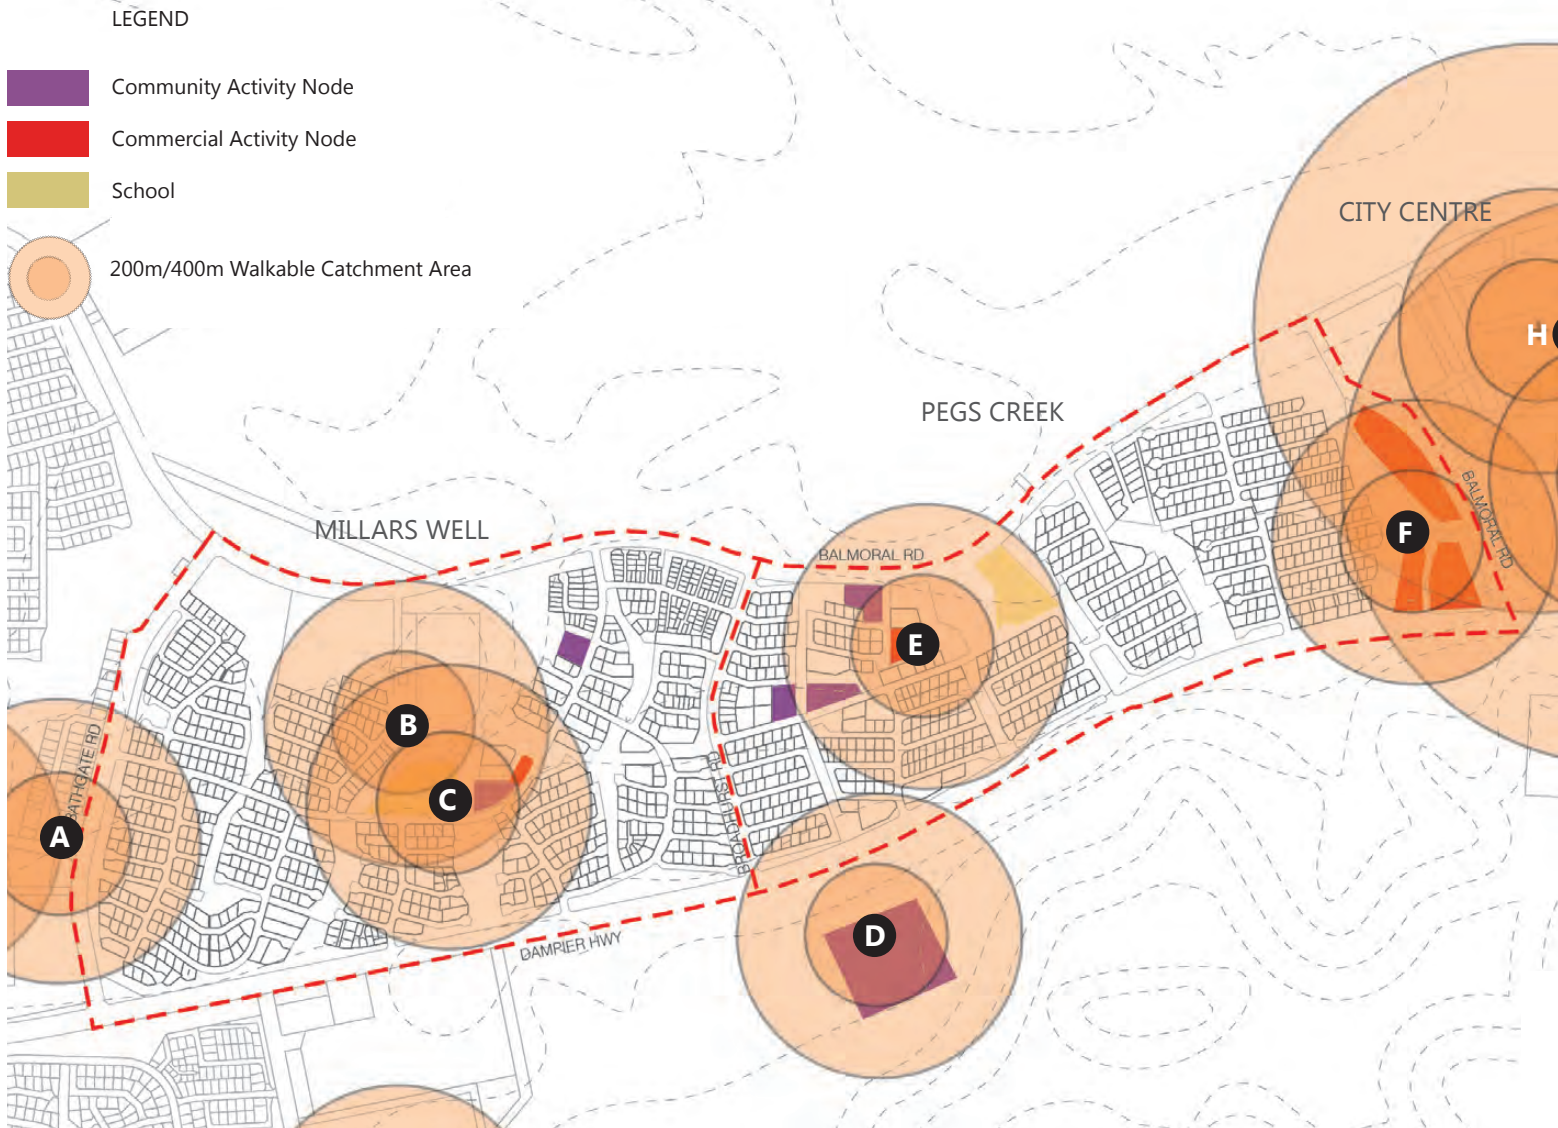 LEGEND
Community Activity Node
Commercial Activity Node
School
200m/400m Walkable Catchment Area
CITY CENTRE
H
PEGS CREEK
MILLARS WELL
BALMORAL RD
BALMORAL RD
F
E
B
BATHGATE RD
C
BROADHURST RD
A
D
DAMPIER HWY